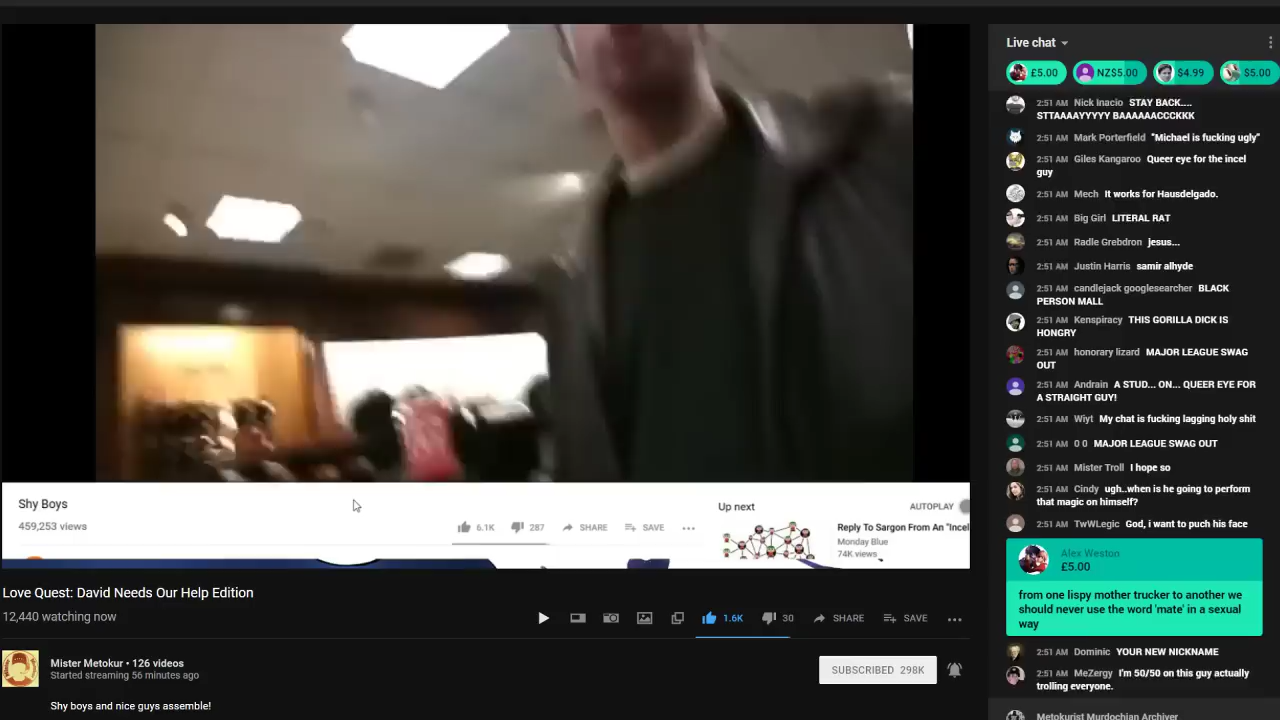 Live chat
£5.00
NZ$5.00
$4.99
$5.00
2:51 AM Nick Inacio STAY BACK....
STTAAAAYYYYY BAAAAAACCCKKK
2:51 AM Mark Porterfield "Michael is fucking ugly"
2:51 AM Giles Kangaroo Queer eye for the incel
guy
2:51 AM Mech It works for Hausdelgado.
2:51 AM Big Girl LITERAL RAT
2:51 AM Radle Grebdron jesus...
2:51 AM Justin Harris samir alhyde
2:51 AM candlejack googlesearcher BLACK
PERSON MALL
2:51 AM Kenspiracy THIS GORILLA DICK IS
HONGRY
2:51 AM honorary lizard MAJOR LEAGUE SWAG
OUT
2:51 AM Andrain A STUD... ON... QUEER EYE FOR
A STRAIGHT GUY!
2:51 AM Wiyt My chat is fucking lagging holy shit
2:51 AM 0 0 MAJOR LEAGUE SWAG OUT
2:51 AM Mister Troll I hope so
2:51 AM Cindy ugh..when is he going to perform
that magic on himself?
2:51 AM TwWLegic God, i want to puch his face
Alex Weston
£5.00
from one lispy mother trucker to another we
should never use the word 'mate' in a sexual
way
2:51 AM Dominic YOUR NEW NICKNAME
2:51 AM MeZergy I'm 50/50 on this guy actually
trolling everyone.
Metokurist Murdochian Archiver
Shy Boys
459,253 views
6.1K
287
SHARE
SAVE
Up next
AUTOPLAY
Reply To Sargon From An "Incel
Monday Blue
74K views
Love Quest: David Needs Our Help Edition
12,440 watching now
1.6K
30
SHARE
SAVE
Mister Metokur • 126 videos
Started streaming 56 minutes ago
SUBSCRIBED 298K
Shy boys and nice guys assemble!